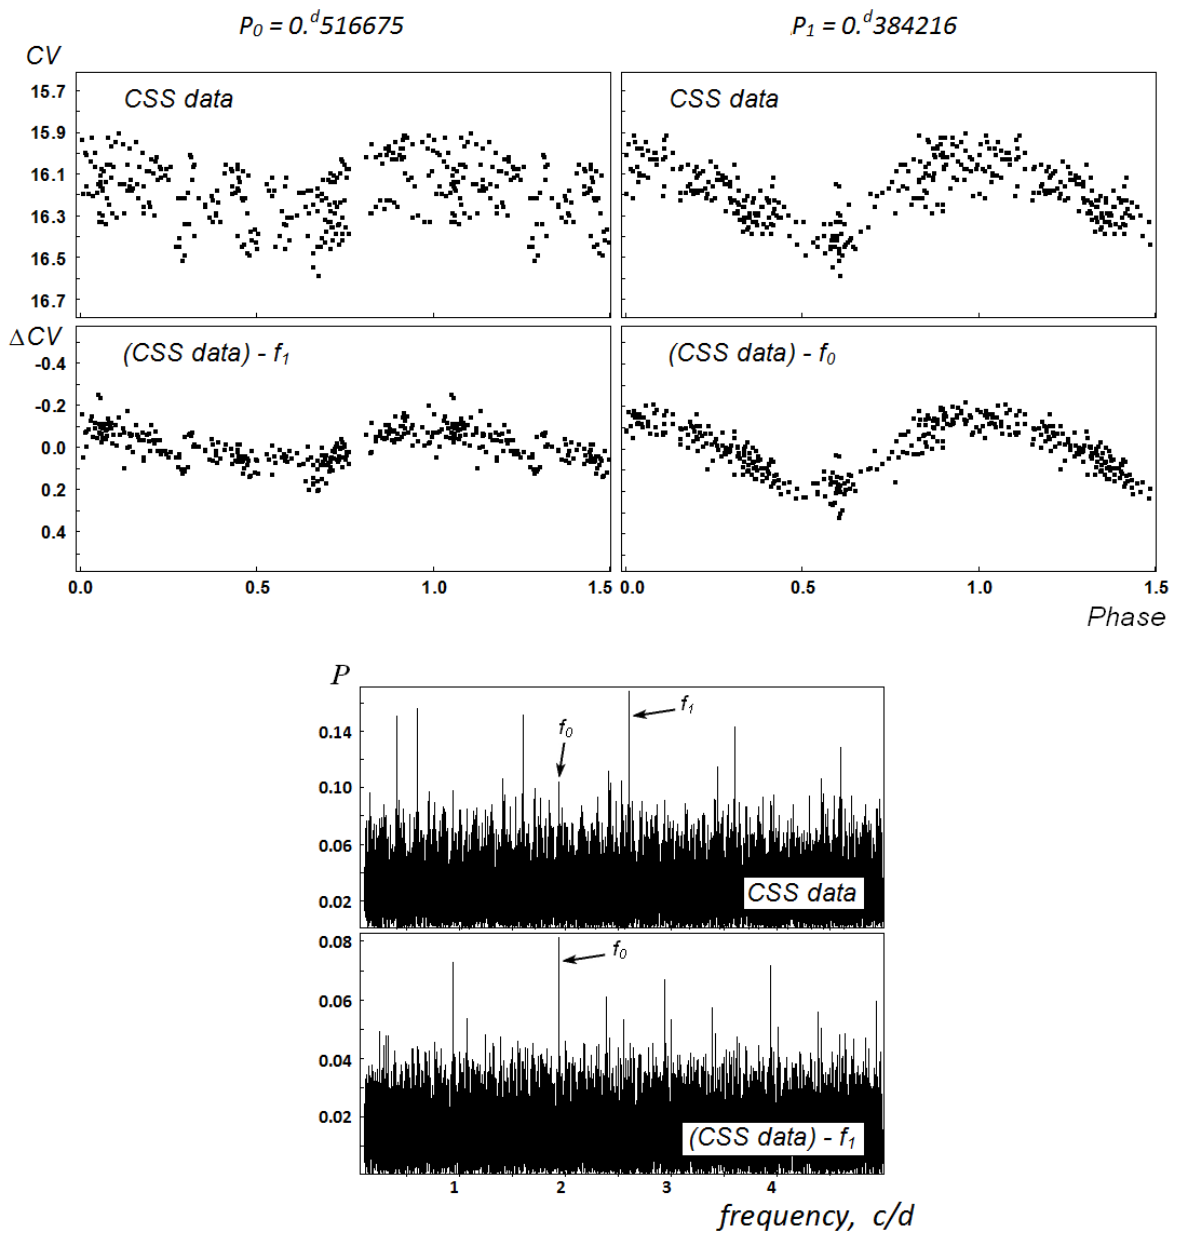 P₀ = 0.ᵈ516675
P₁ = 0.ᵈ384216
CV
CSS data
CSS data
15.7
15.9
16.1
16.3
16.5
16.7
ΔCV
(CSS data) - f₁
(CSS data) - f₀
-0.4
-0.2
0.0
0.2
0.4
0.0 0.5 1.0 1.5
0.0 0.5 1.0 1.5
Phase
P
f₁
f₀
0.14
0.10
0.06
0.02
CSS data
0.08
f₀
0.06
0.04
0.02
(CSS data) - f₁
1 2 3 4
frequency, c/d